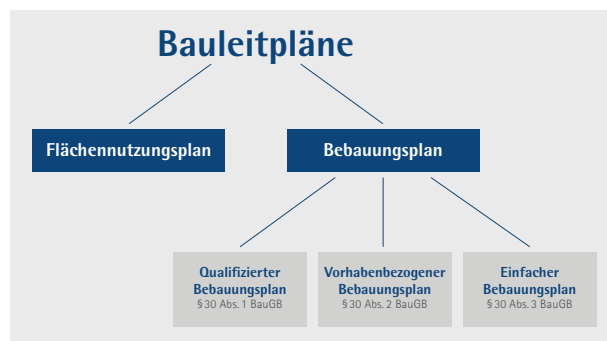 Bauleitpläne
Flächennutzungsplan
Bebauungsplan
Qualifizierter
Bebauungsplan
§ 30 Abs. 1 BauGB
Vorhabenbezogener
Bebauungsplan
§ 30 Abs. 2 BauGB
Einfacher
Bebauungsplan
§ 30 Abs. 3 BauGB